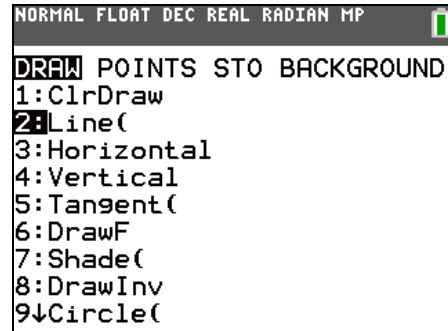 NORMAL FLOAT DEC REAL RADIAN MP
DRAW POINTS STO BACKGROUND
1:ClrDraw
2:Line(
3:Horizontal
4:Vertical
5:Tangent(
6:DrawF
7:Shade(
8:DrawInv
9↓Circle(